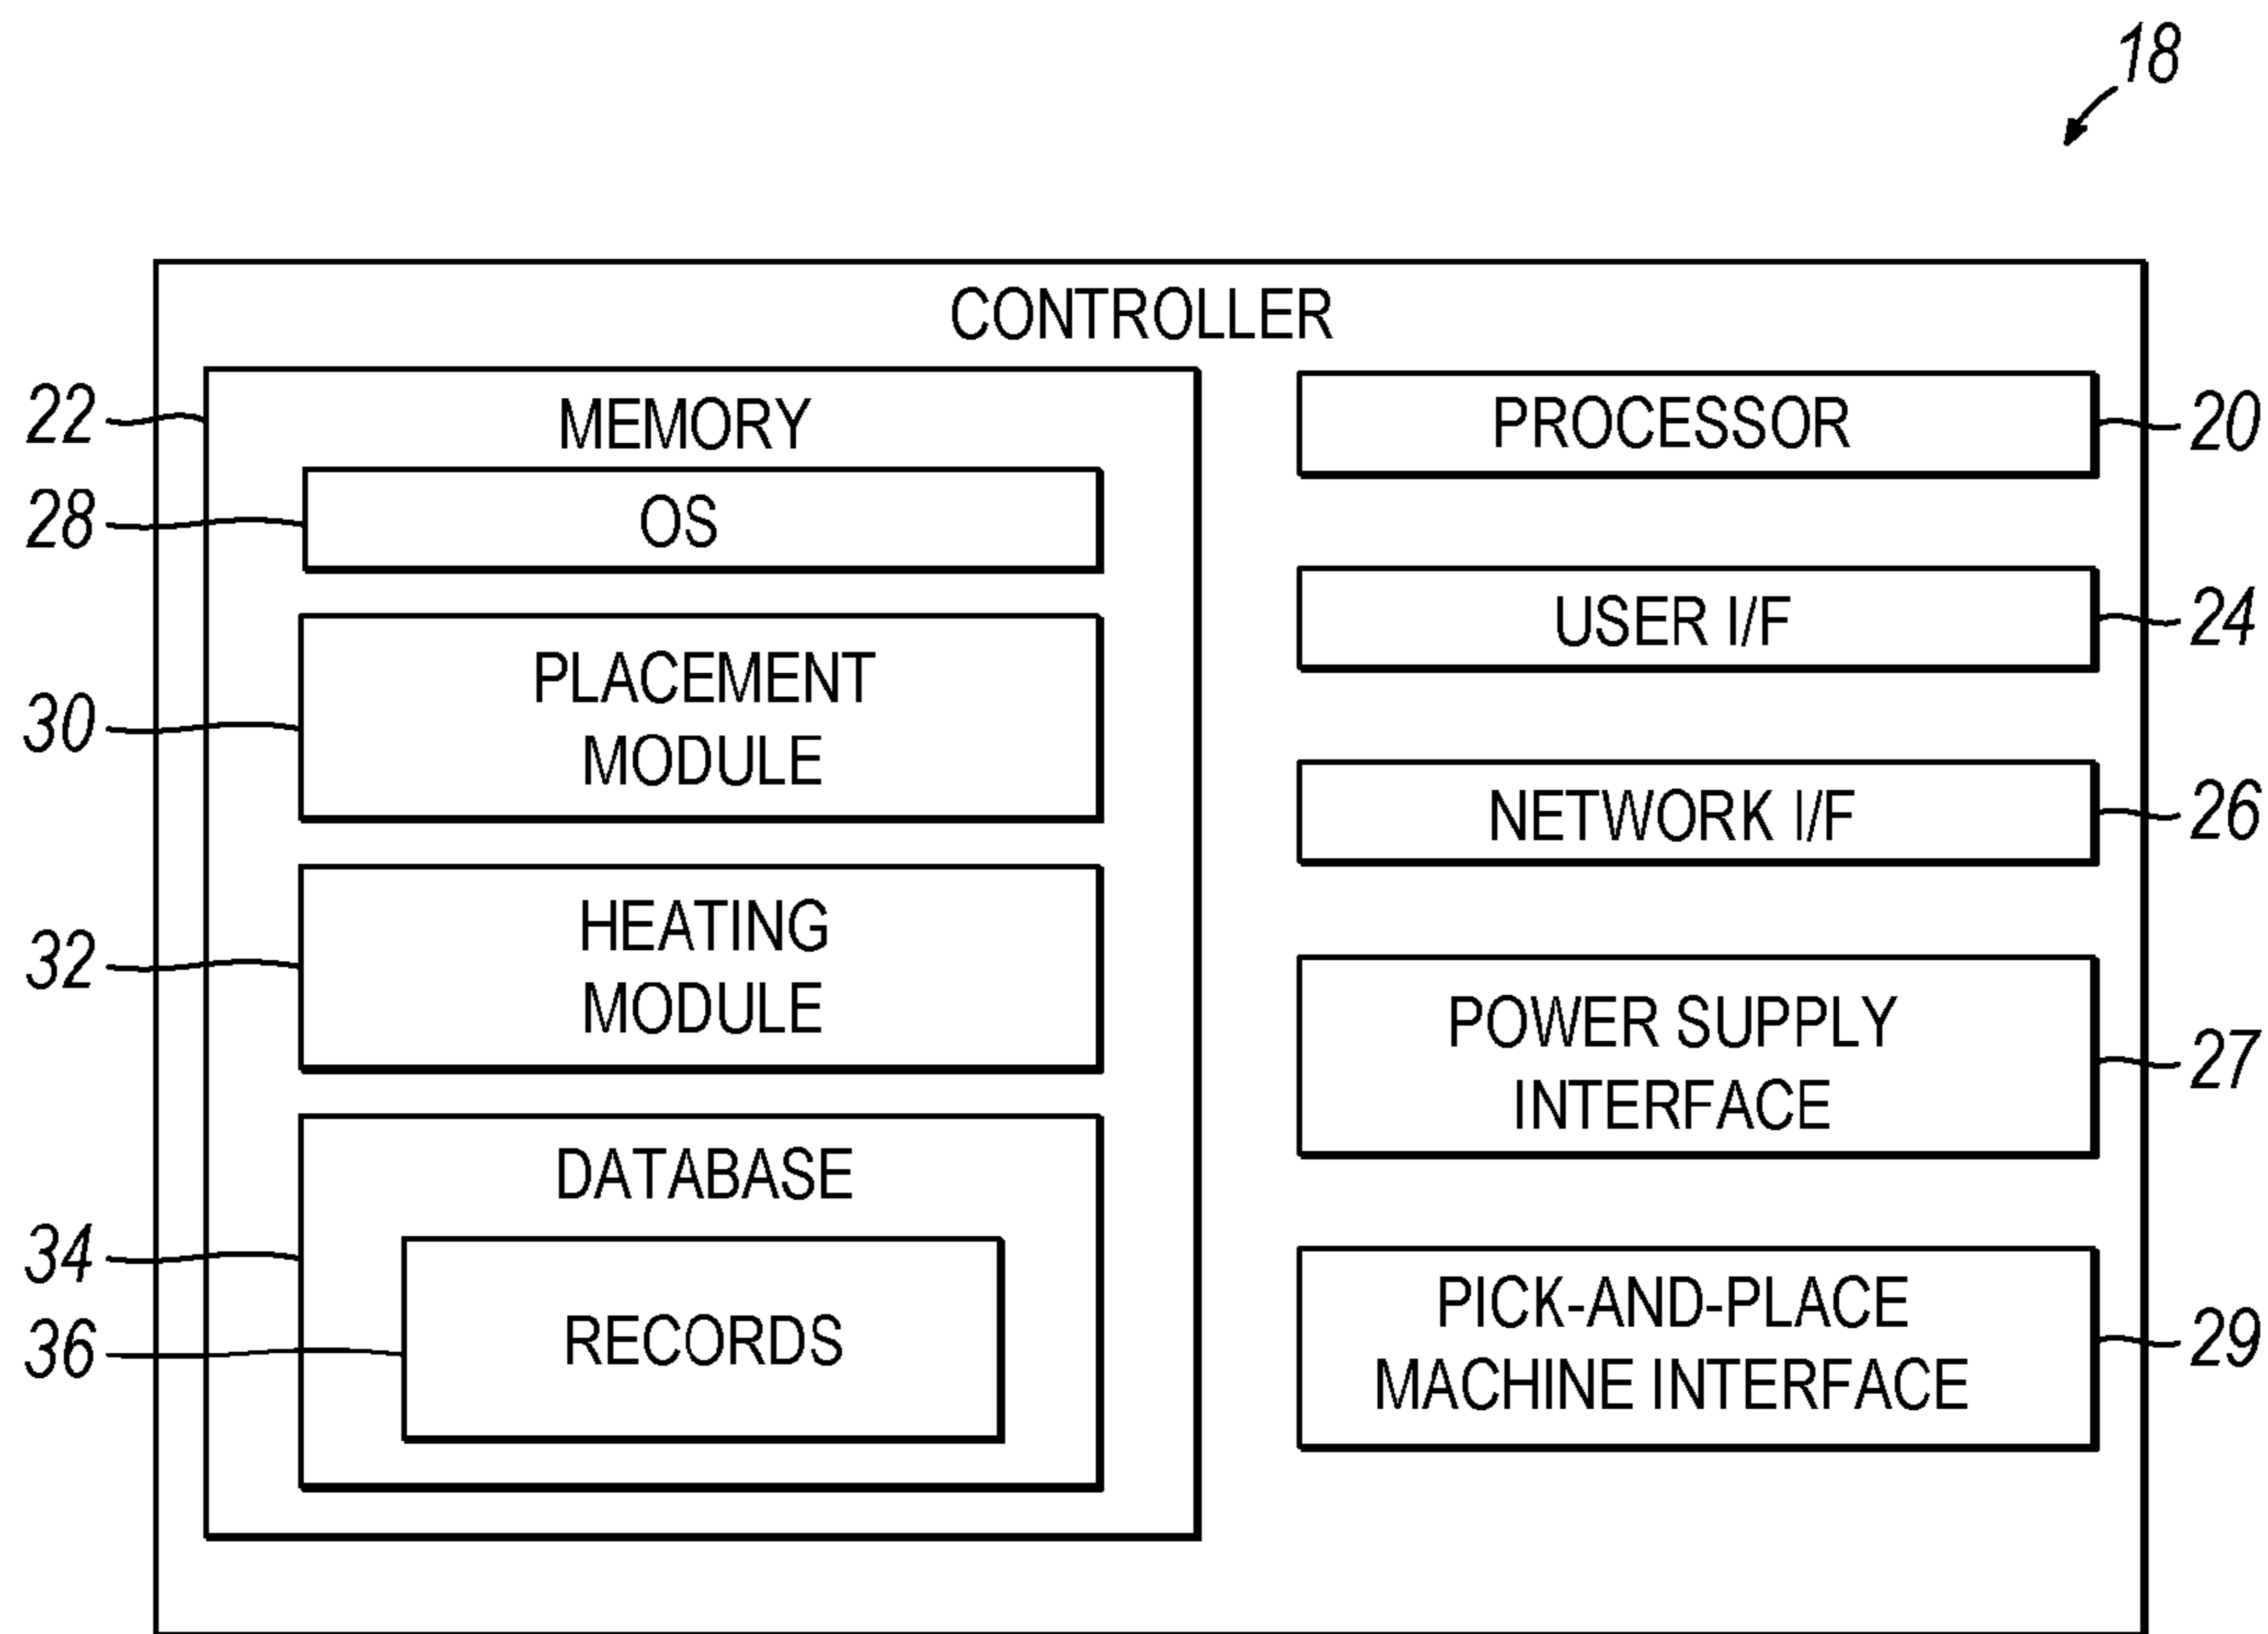 18
CONTROLLER
22
MEMORY
28
OS
30
PLACEMENT
MODULE
32
HEATING
MODULE
34
DATABASE
36
RECORDS
PROCESSOR
20
USER I/F
24
NETWORK I/F
26
POWER SUPPLY
INTERFACE
27
PICK-AND-PLACE
MACHINE INTERFACE
29